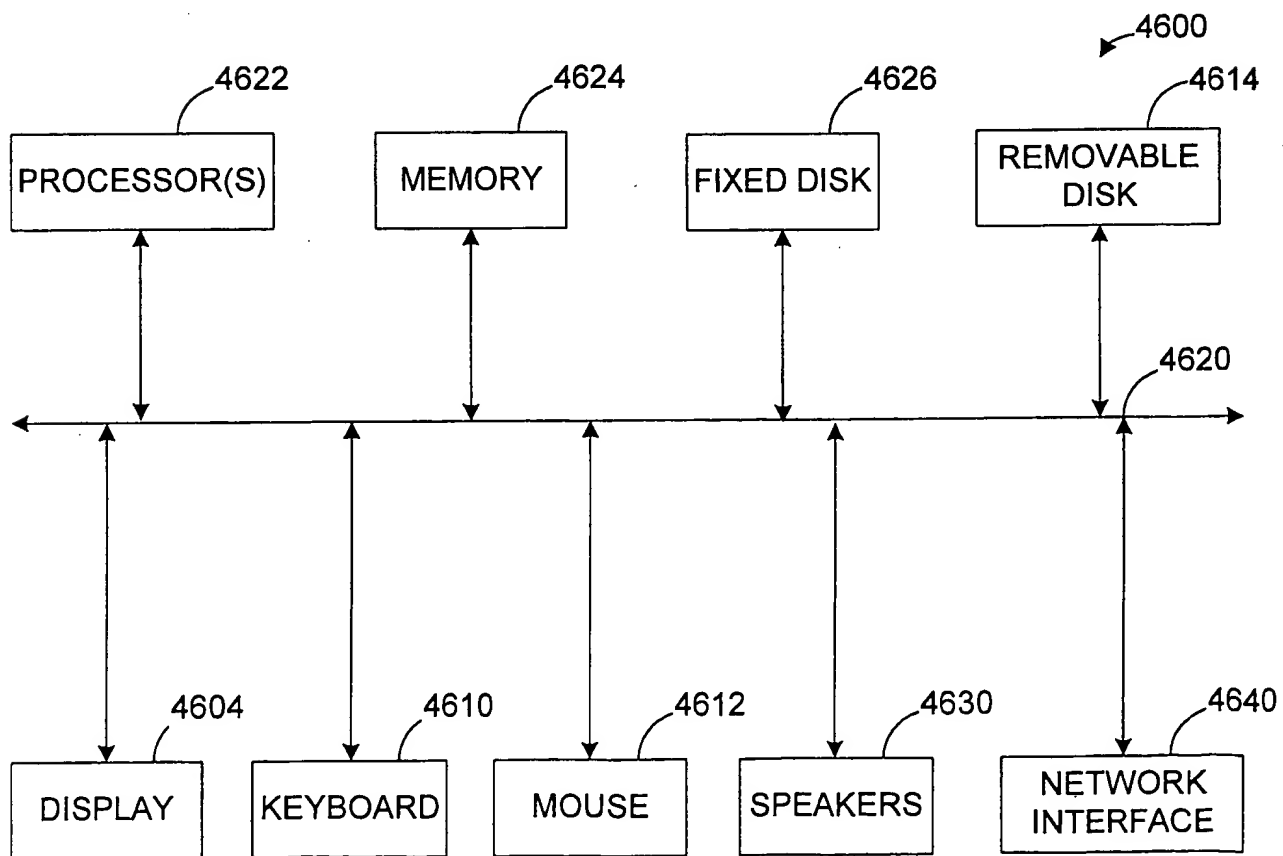 4600
4622
4624
4626
4614
PROCESSOR(S)
MEMORY
FIXED DISK
REMOVABLE
DISK
4620
4604
4610
4612
4630
4640
DISPLAY
KEYBOARD
MOUSE
SPEAKERS
NETWORK
INTERFACE